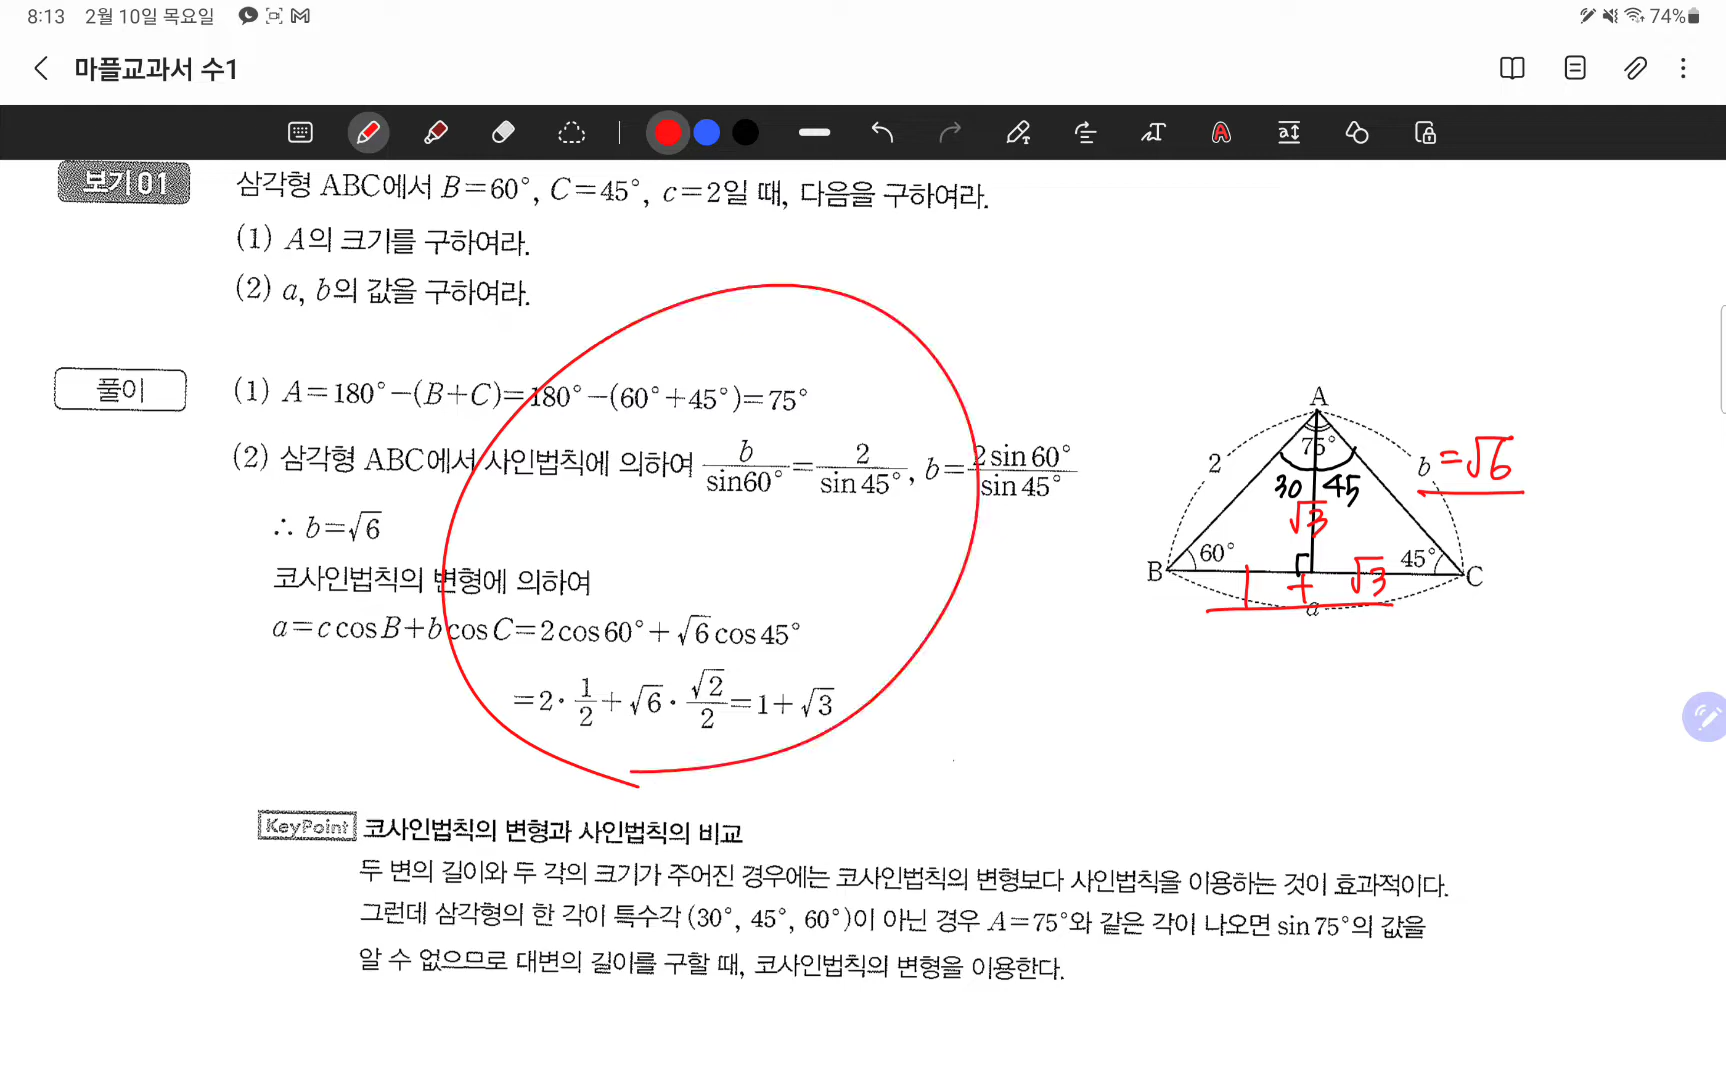 8:13 2월 10일 목요일 74%
마플교과서 수1
보기 01 삼각형 ABC에서 B=60°, C=45°, c=2일 때, 다음을 구하여라.
(1) A의 크기를 구하여라.
(2) a, b의 값을 구하여라.
풀이 (1) A=180°-(B+C)=180°-(60°+45°)=75°
(2) 삼각형 ABC에서 사인법칙에 의하여 b/sin60°=2/sin45°, b=2sin60°/sin45°
∴ b=√6
코사인법칙의 변형에 의하여
a=c cosB+b cosC=2cos60°+√6cos45°
=2·1/2+√6·√2/2=1+√3
A
75°
2 b =√6
30 45
√3
B 60° 45° C
1 + √3
a
KeyPoint 코사인법칙의 변형과 사인법칙의 비교
두 변의 길이와 두 각의 크기가 주어진 경우에는 코사인법칙의 변형보다 사인법칙을 이용하는 것이 효과적이다.
그런데 삼각형의 한 각이 특수각 (30°, 45°, 60°)이 아닌 경우 A=75°와 같은 각이 나오면 sin75°의 값을
알 수 없으므로 대변의 길이를 구할 때, 코사인법칙의 변형을 이용한다.